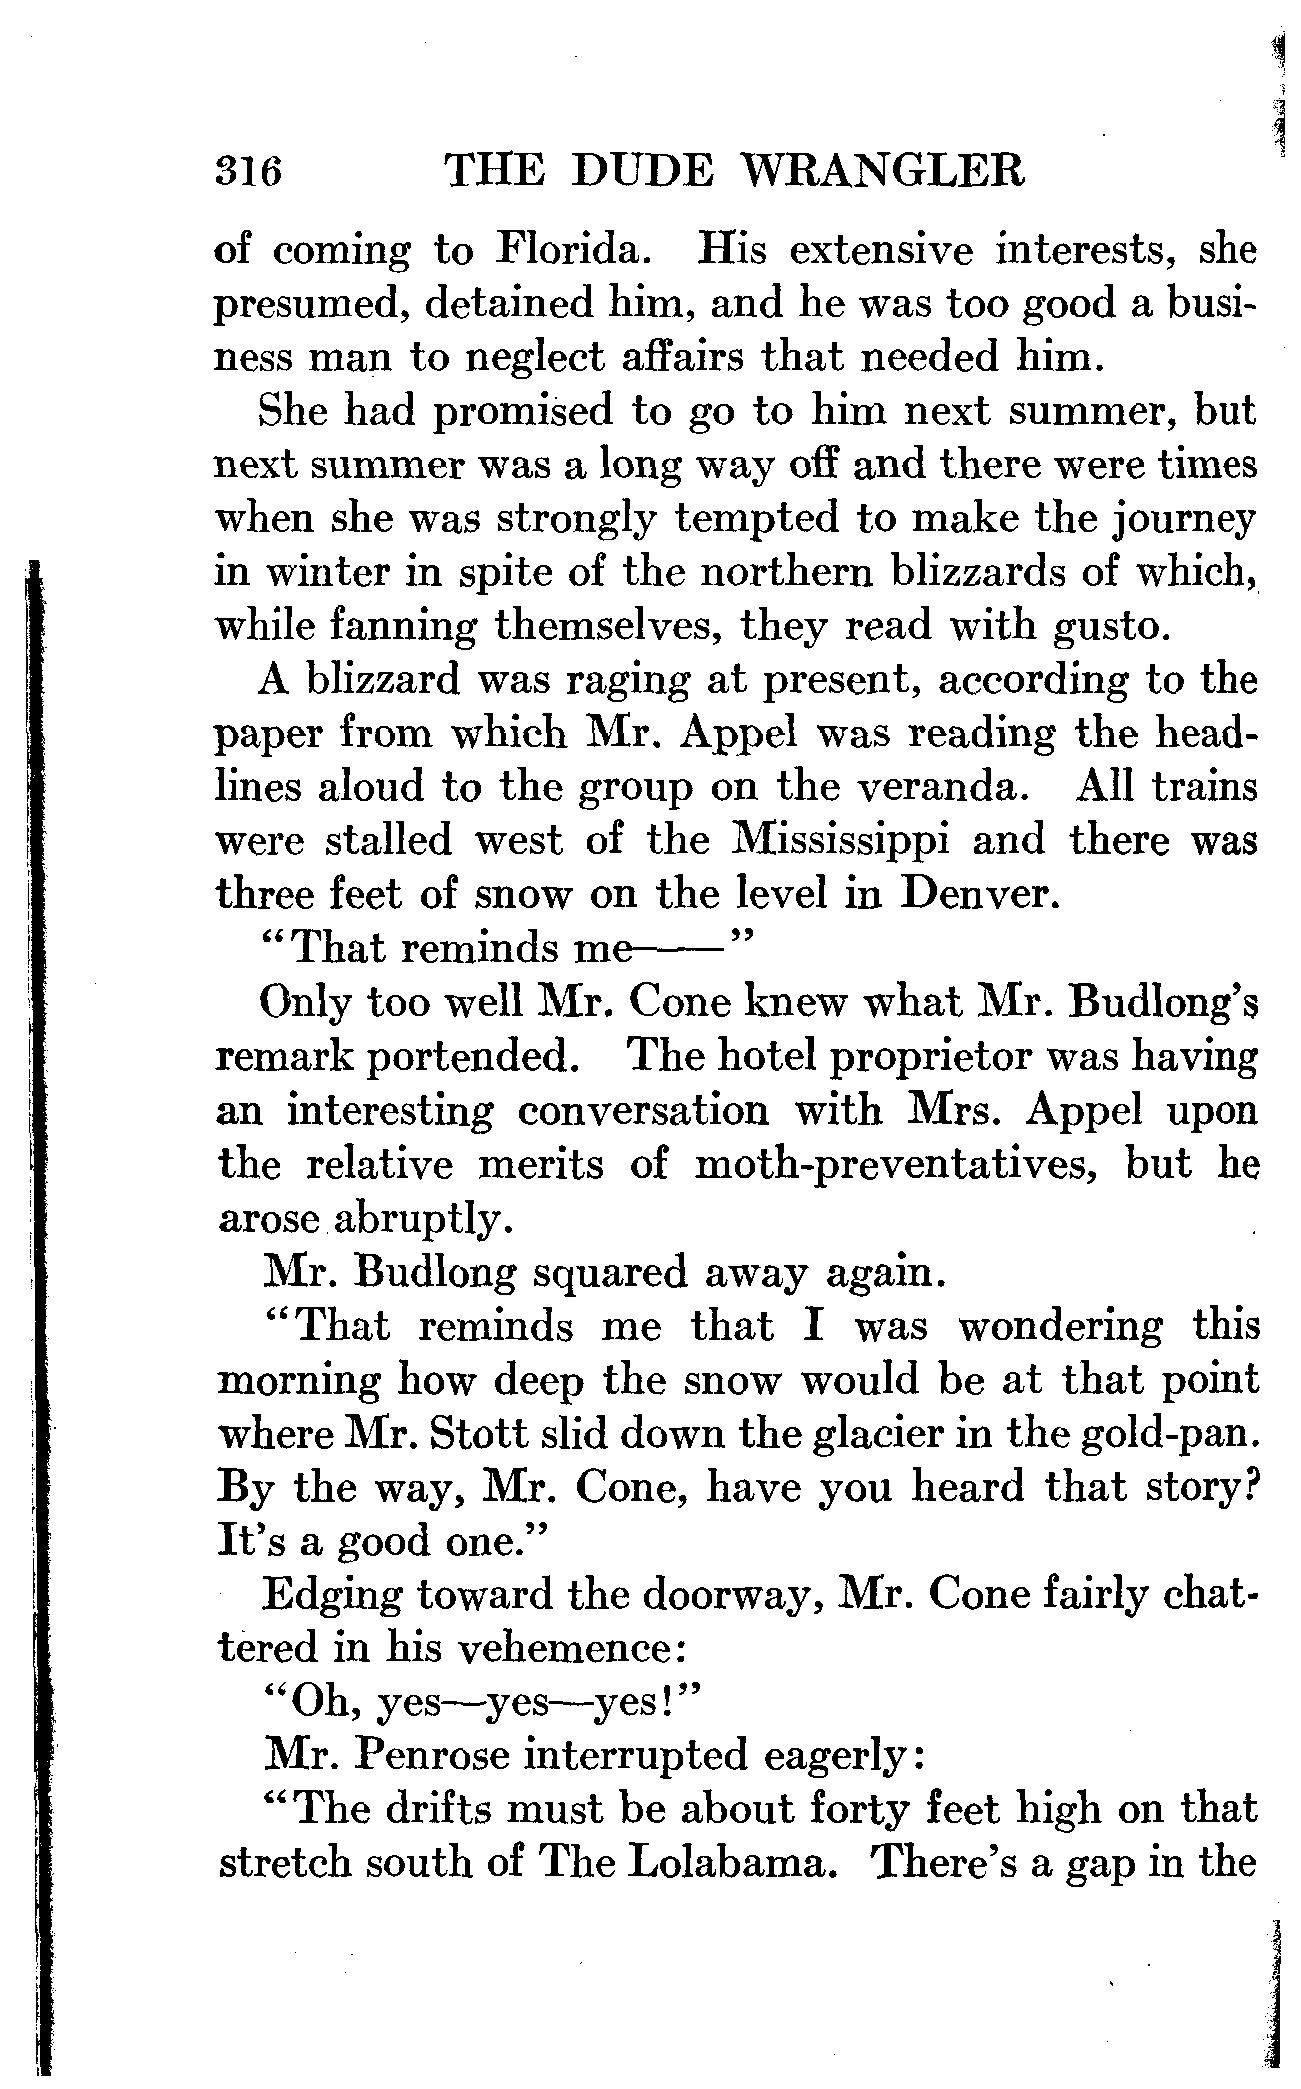 316 THE DUDE WRANGLER
of coming to Florida. His extensive interests, she
presumed, detained him, and he was too good a busi-
ness man to neglect affairs that needed him.
She had promised to go to him next summer, but
next summer was a long way off and there were times
when she was strongly tempted to make the journey
in winter in spite of the northern blizzards of which,
while fanning themselves, they read with gusto.
A blizzard was raging at present, according to the
paper from which Mr. Appel was reading the head-
lines aloud to the group on the veranda. All trains
were stalled west of the Mississippi and there was
three feet of snow on the level in Denver.
“That reminds me——”
Only too well Mr. Cone knew what Mr. Budlong’s
remark portended. The hotel proprietor was having
an interesting conversation with Mrs. Appel upon
the relative merits of moth-preventatives, but he
arose abruptly.
Mr. Budlong squared away again.
“That reminds me that I was wondering this
morning how deep the snow would be at that point
where Mr. Stott slid down the glacier in the gold-pan.
By the way, Mr. Cone, have you heard that story?
It’s a good one.”
Edging toward the doorway, Mr. Cone fairly chat-
tered in his vehemence:
“Oh, yes—yes—yes!”
Mr. Penrose interrupted eagerly:
“The drifts must be about forty feet high on that
stretch south of The Lolabama. There’s a gap in the